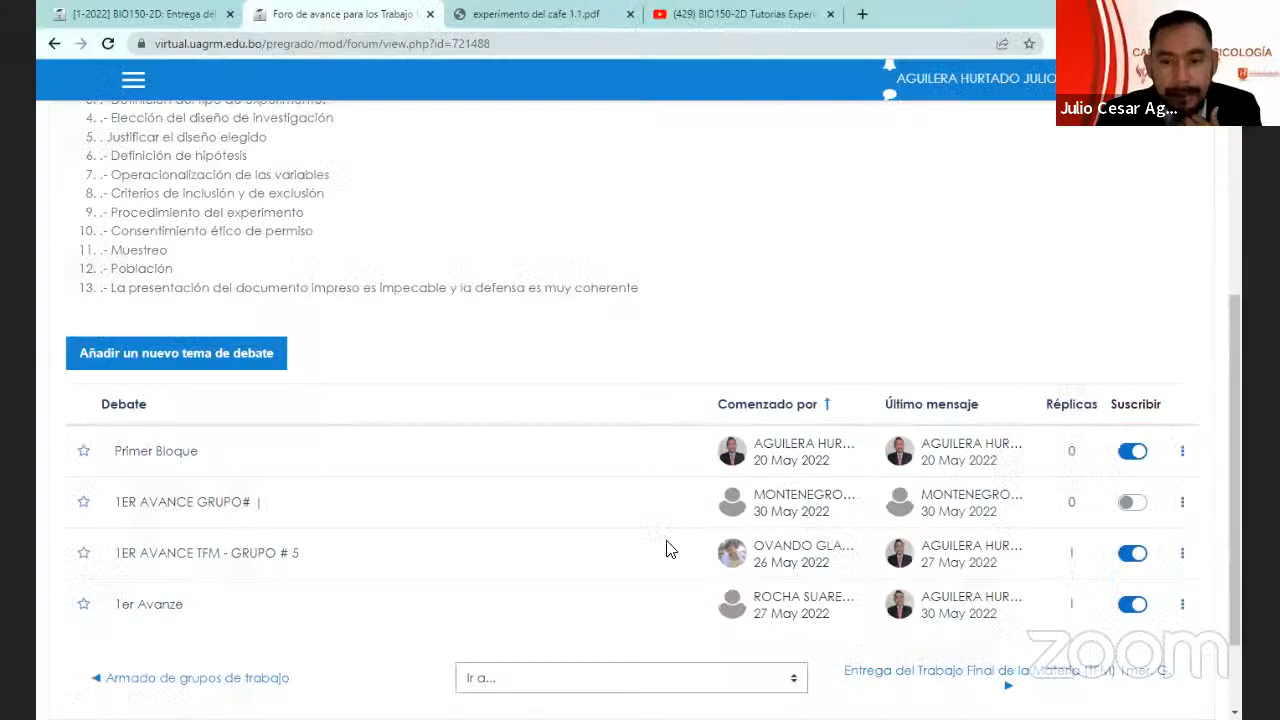 [1-2022] BIO150-2D: Entrega del
Foro de avance para los Trabajo
experimento del cafe 1.1.pdf
(429) BIO150-2D Tutorias Experi
virtual.uagrm.edu.bo/pregrado/mod/forum/view.php?id=721488
AGUILERA HURTADO JULIO
Julio Cesar Ag...
4. .- Elección del diseño de investigación
5. . Justificar el diseño elegido
6. .- Definición de hipótesis
7. .- Operacionalización de las variables
8. .- Criterios de inclusión y de exclusión
9. .- Procedimiento del experimento
10. .- Consentimiento ético de permiso
11. .- Muestreo
12. .- Población
13. .- La presentación del documento impreso es impecable y la defensa es muy coherente
Añadir un nuevo tema de debate
Debate Comenzado por ↑ Último mensaje Réplicas Suscribir
Primer Bloque AGUILERA HUR... AGUILERA HUR... 0
20 May 2022 20 May 2022
1ER AVANCE GRUPO# | MONTENEGRO... MONTENEGRO... 0
30 May 2022 30 May 2022
1ER AVANCE TFM - GRUPO # 5 OVANDO GLA... AGUILERA HUR... 1
26 May 2022 27 May 2022
1er Avanze ROCHA SUARE... AGUILERA HUR... 1
27 May 2022 30 May 2022
zoom
◀ Armado de grupos de trabajo
Ir a...
Entrega del Trabajo Final de la Materia (TFM) 1mer. G. ▶